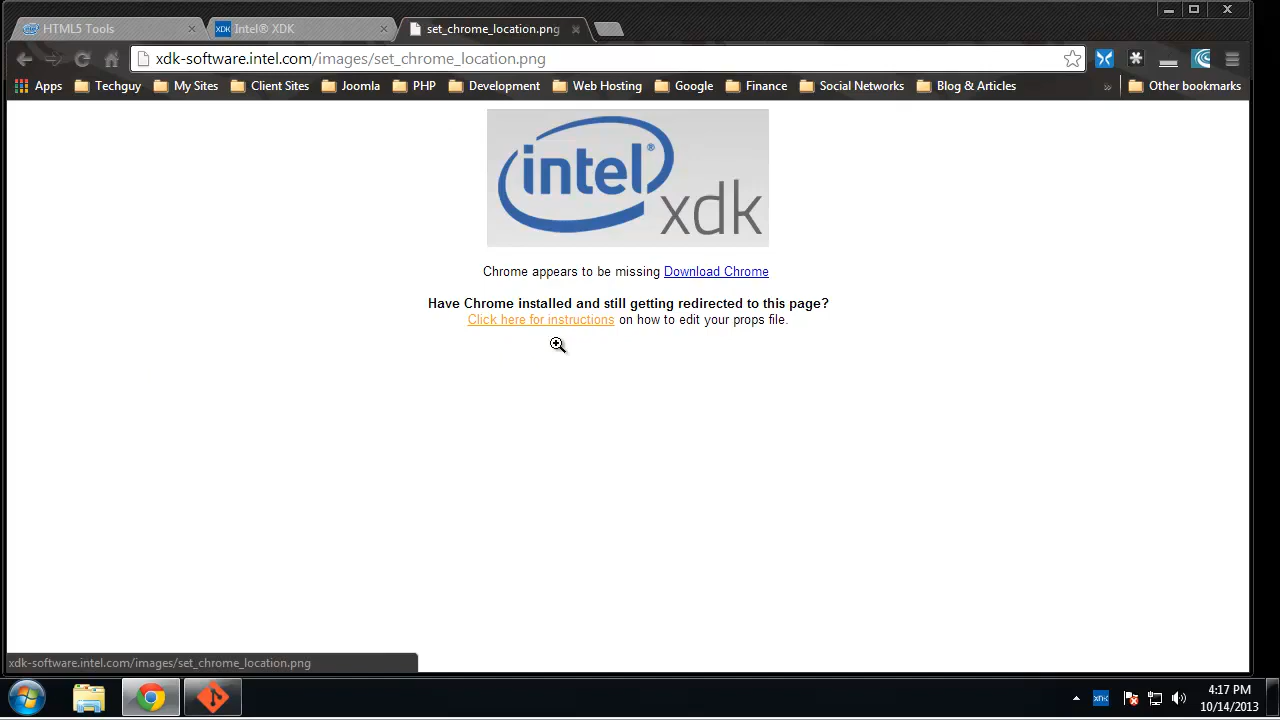 HTML5 Tools
XDK Intel® XDK
set_chrome_location.png
xdk-software.intel.com/images/set_chrome_location.png
Apps Techguy My Sites Client Sites Joomla PHP Development Web Hosting Google Finance Social Networks Blog & Articles » Other bookmarks
intel® xdk
Chrome appears to be missing Download Chrome
Have Chrome installed and still getting redirected to this page?
Click here for instructions on how to edit your props file.
xdk-software.intel.com/images/set_chrome_location.png
XDK
4:17 PM
10/14/2013